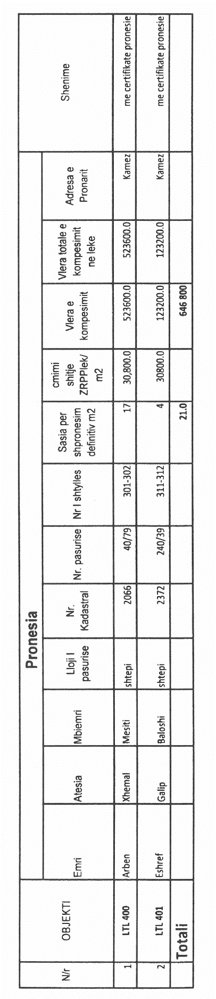 N/r OBJEKTI Pronesia Shenime
Emri Atesia Mbiemri Lloji I pasurise Nr. Kadastral Nr. pasurise Nr I shtylles Sasia per shpronesim definitiv m2 cmimi shitje ZRPPlek/ m2 Vlera e kompesimit Vlera totale e kompesimit ne leke Adresa e Pronarit
1 LTL 400 Arben Xhemal Mesiti shtepi 2066 40/79 301-302 17 30,800.0 523600.0 523600.0 Kamez me certifikate pronesie
2 LTL 401 Eshref Galip Baloshi shtepi 2372 240/39 311-312 4 30800.0 123200.0 123200.0 Kamez me certifikate pronesie
Totali 21.0 646 800